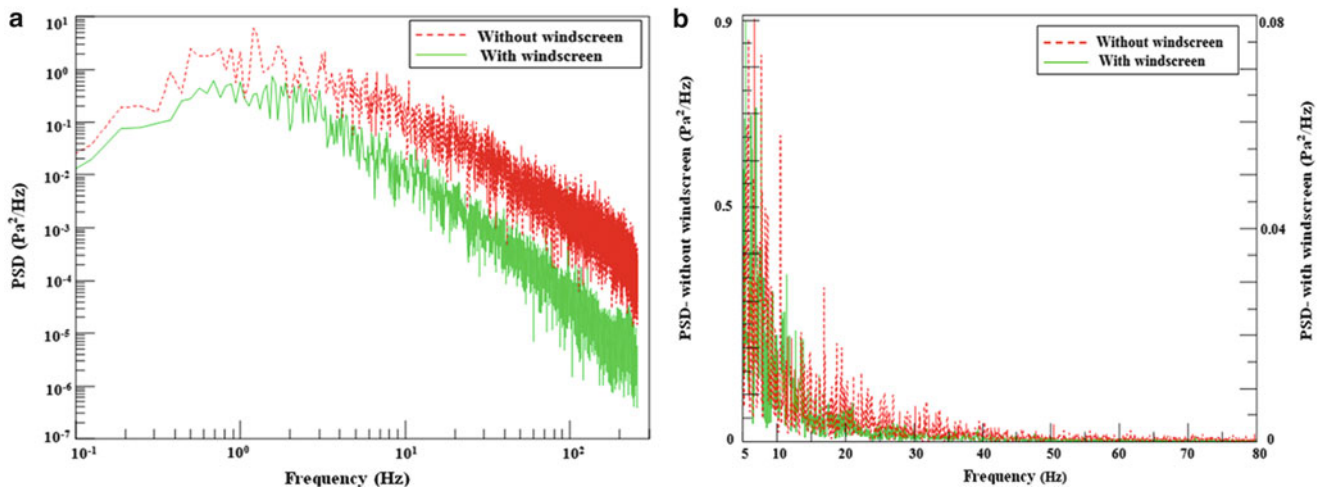 a
10¹
10⁰
10⁻¹
10⁻²
10⁻³
10⁻⁴
10⁻⁵
10⁻⁶
10⁻⁷
PSD (Pa²/Hz)
Without windscreen
With windscreen
10⁻¹
10⁰
10¹
10²
Frequency (Hz)
b
0.9
0.5
0
PSD- without windscreen (Pa²/Hz)
Without windscreen
With windscreen
0.08
0.04
0
PSD- with windscreen (Pa²/Hz)
5
10
20
30
40
50
60
70
80
Frequency (Hz)